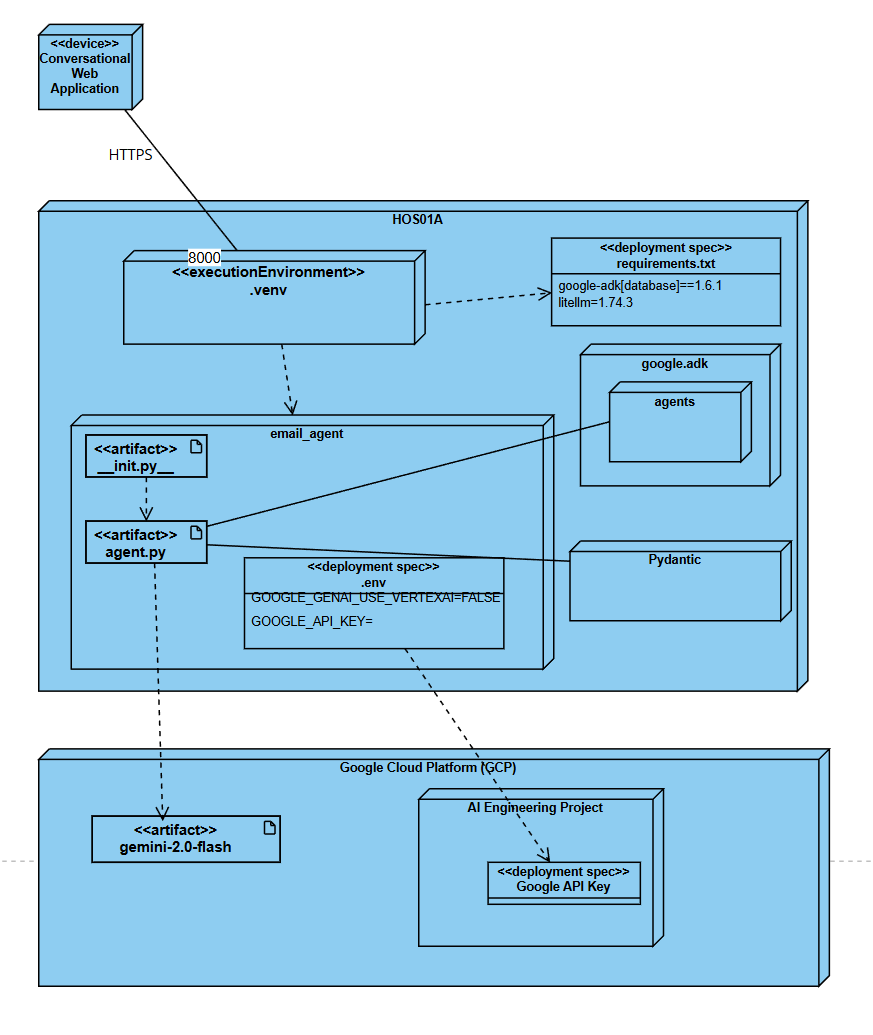 <<device>>
Conversational
Web
Application
HTTPS
HOS01A
8000
<<executionEnvironment>>
.venv
<<deployment spec>>
requirements.txt
google-adk[database]==1.6.1
litellm=1.74.3
google.adk
agents
email_agent
<<artifact>>
__init.py__
<<artifact>>
agent.py
<<deployment spec>>
.env
GOOGLE_GENAI_USE_VERTEXAI=FALSE
GOOGLE_API_KEY=
Pydantic
Google Cloud Platform (GCP)
AI Engineering Project
<<artifact>>
gemini-2.0-flash
<<deployment spec>>
Google API Key